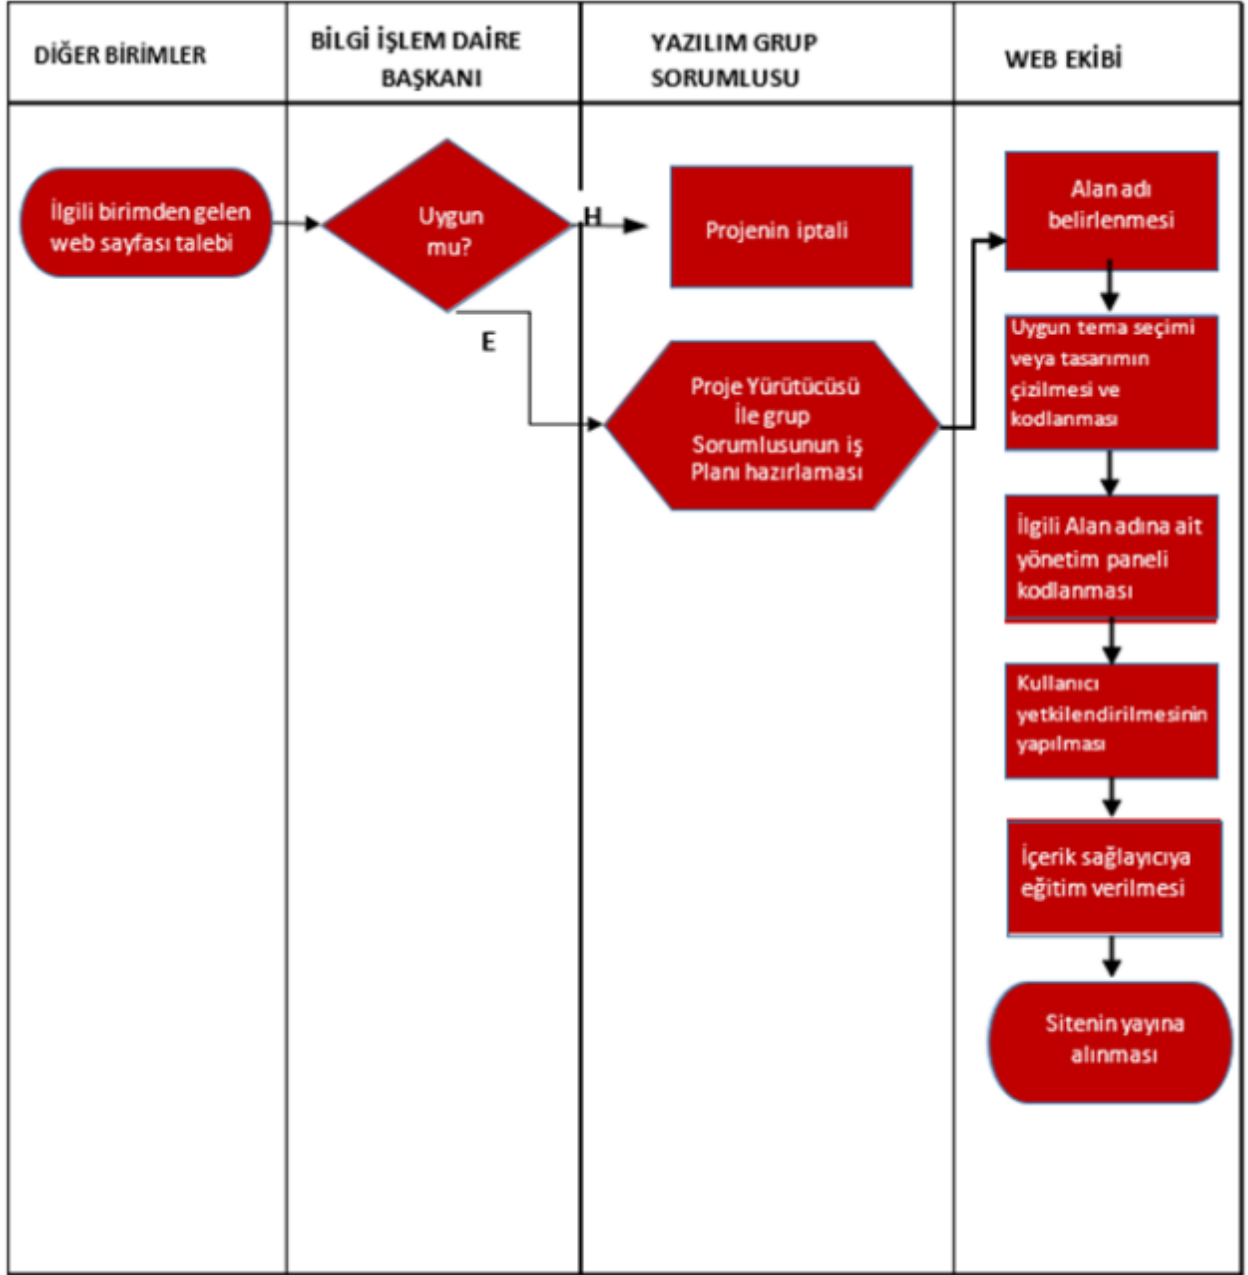 DİĞER BİRİMLER
BİLGİ İŞLEM DAİRE
BAŞKANI
YAZILIM GRUP
SORUMLUSU
WEB EKİBİ
İlgili birimden gelen
web sayfası talebi
Uygun
mu?
H
E
Projenin iptali
Proje Yürütücüsü
İle grup
Sorumlusunun iş
Planı hazırlaması
Alan adı
belirlenmesi
Uygun tema seçimi
veya tasarımın
çizilmesi ve
kodlanması
İlgili Alan adına ait
yönetim paneli
kodlanması
Kullanıcı
yetkilendirilmesinin
yapılması
İçerik sağlayıcıya
eğitim verilmesi
Sitenin yayına
alınması